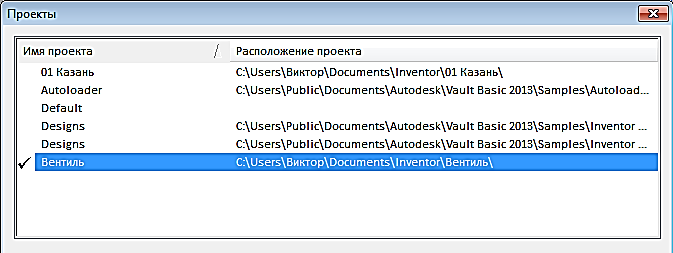 Проекты
Имя проекта / Расположение проекта
01 Казань C:\Users\Виктор\Documents\Inventor\01 Казань\
Autoloader C:\Users\Public\Documents\Autodesk\Vault Basic 2013\Samples\Autoload...
Default
Designs C:\Users\Public\Documents\Autodesk\Vault Basic 2013\Samples\Inventor ...
Designs C:\Users\Public\Documents\Autodesk\Vault Basic 2013\Samples\Inventor ...
Вентиль C:\Users\Виктор\Documents\Inventor\Вентиль\